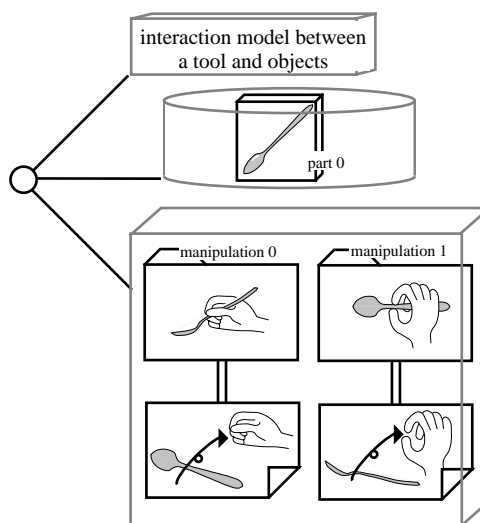 interaction model between
a tool and objects
part 0
manipulation 0
manipulation 1